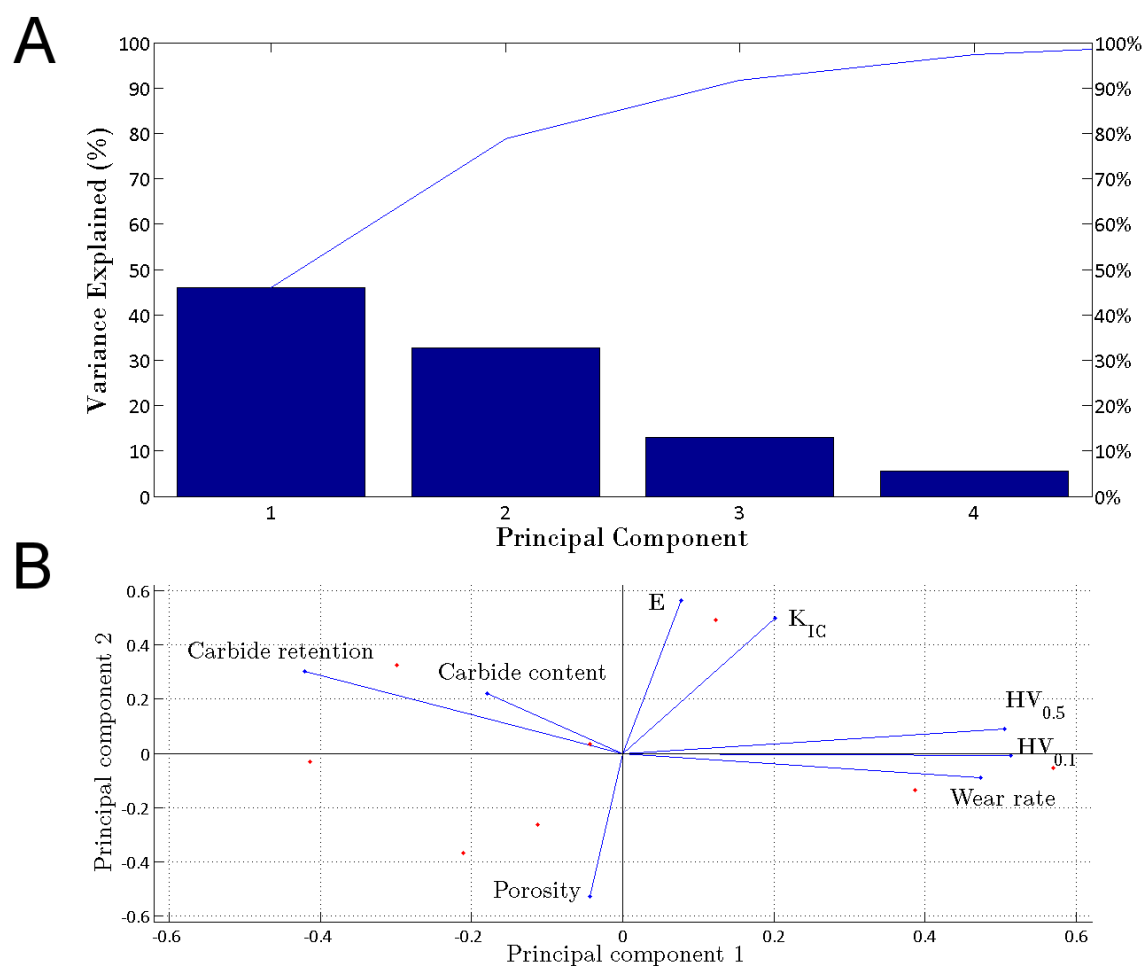 A
100 100%
90 90%
80 80%
70 70%
60 60%
50 50%
40 40%
30 30%
20 20%
10 10%
0 0%
Variance Explained (%)
1 2 3 4
Principal Component
B
0.6
0.4
0.2
0
-0.2
-0.4
-0.6
Principal component 2
E
K_IC
Carbide retention
Carbide content
HV_0.5
HV_0.1
Wear rate
Porosity
-0.6 -0.4 -0.2 0 0.2 0.4 0.6
Principal component 1